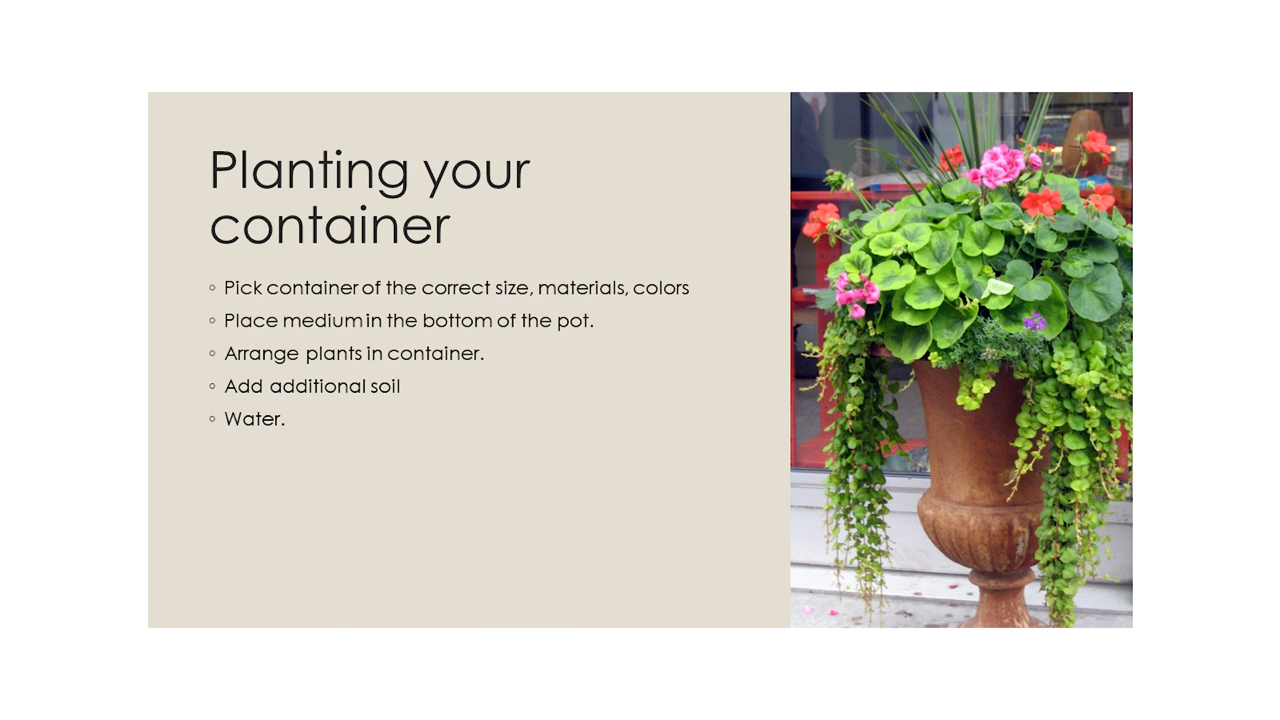 Planting your
container
◦ Pick container of the correct size, materials, colors
◦ Place medium in the bottom of the pot.
◦ Arrange plants in container.
◦ Add additional soil
◦ Water.